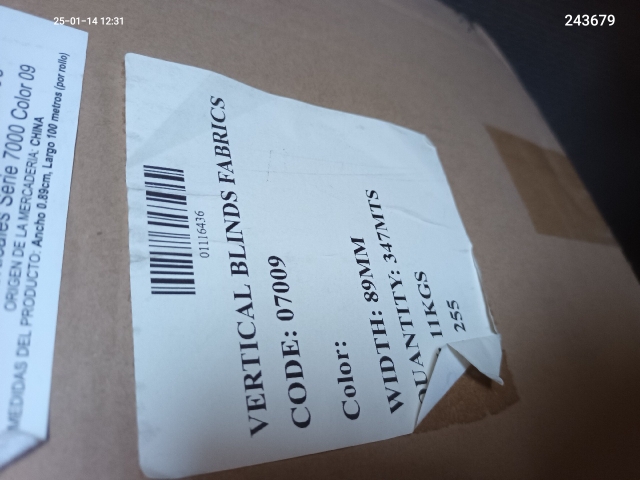 25-01-14 12:31
243679
Serie 7000 Color 09
ORIGEN DE LA MERCADERIA: CHINA
MEDIDAS DEL PRODUCTO: Ancho 0.89cm, Largo 100 metros (por rollo)
01116436
VERTICAL BLINDS FABRICS
CODE: 07009
Color:
WIDTH: 89MM
QUANTITY: 347MTS
11KGS
255